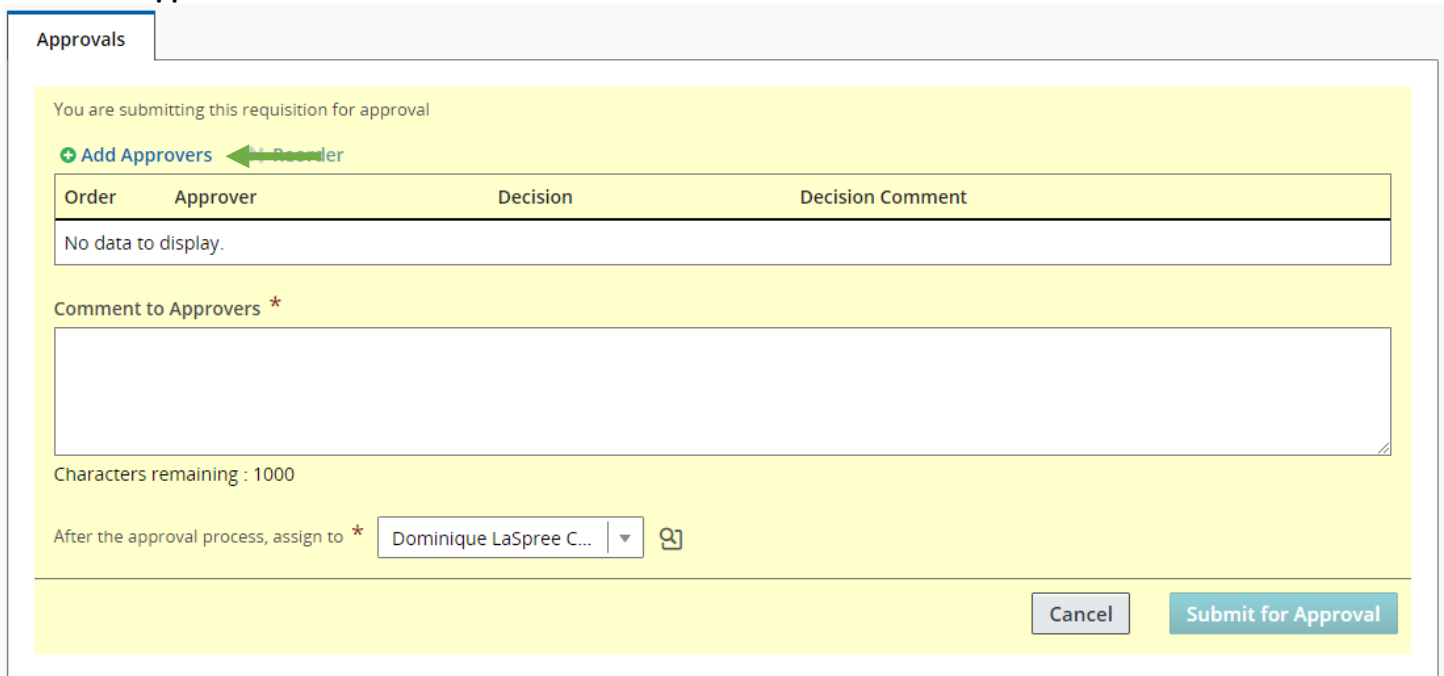 Approvals
You are submitting this requisition for approval
Add Approvers Reorder
Order Approver Decision Decision Comment
No data to display.
Comment to Approvers *
Characters remaining : 1000
After the approval process, assign to * Dominique LaSpree C...
Cancel Submit for Approval